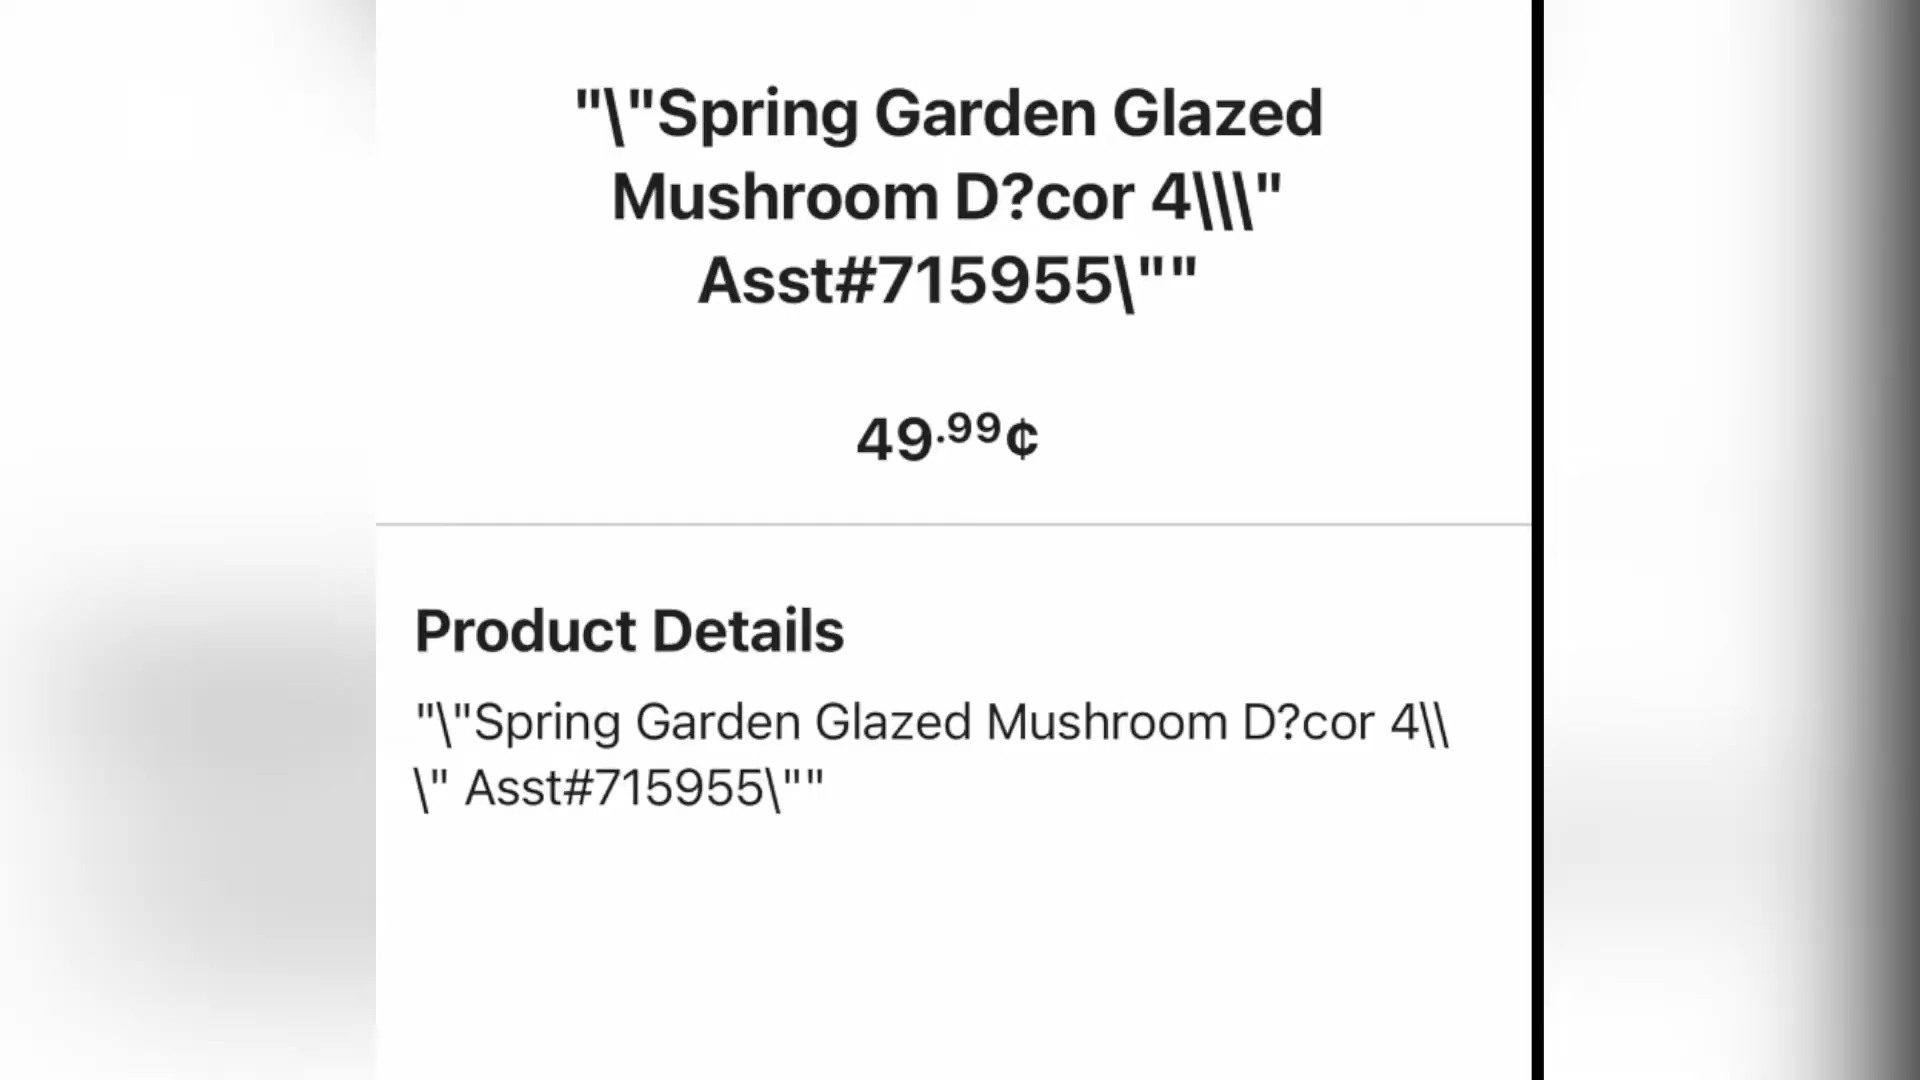 "\"Spring Garden Glazed
Mushroom D?cor 4\\\"
Asst#715955\""
49.99¢
Product Details
"\"Spring Garden Glazed Mushroom D?cor 4\\
\" Asst#715955\""